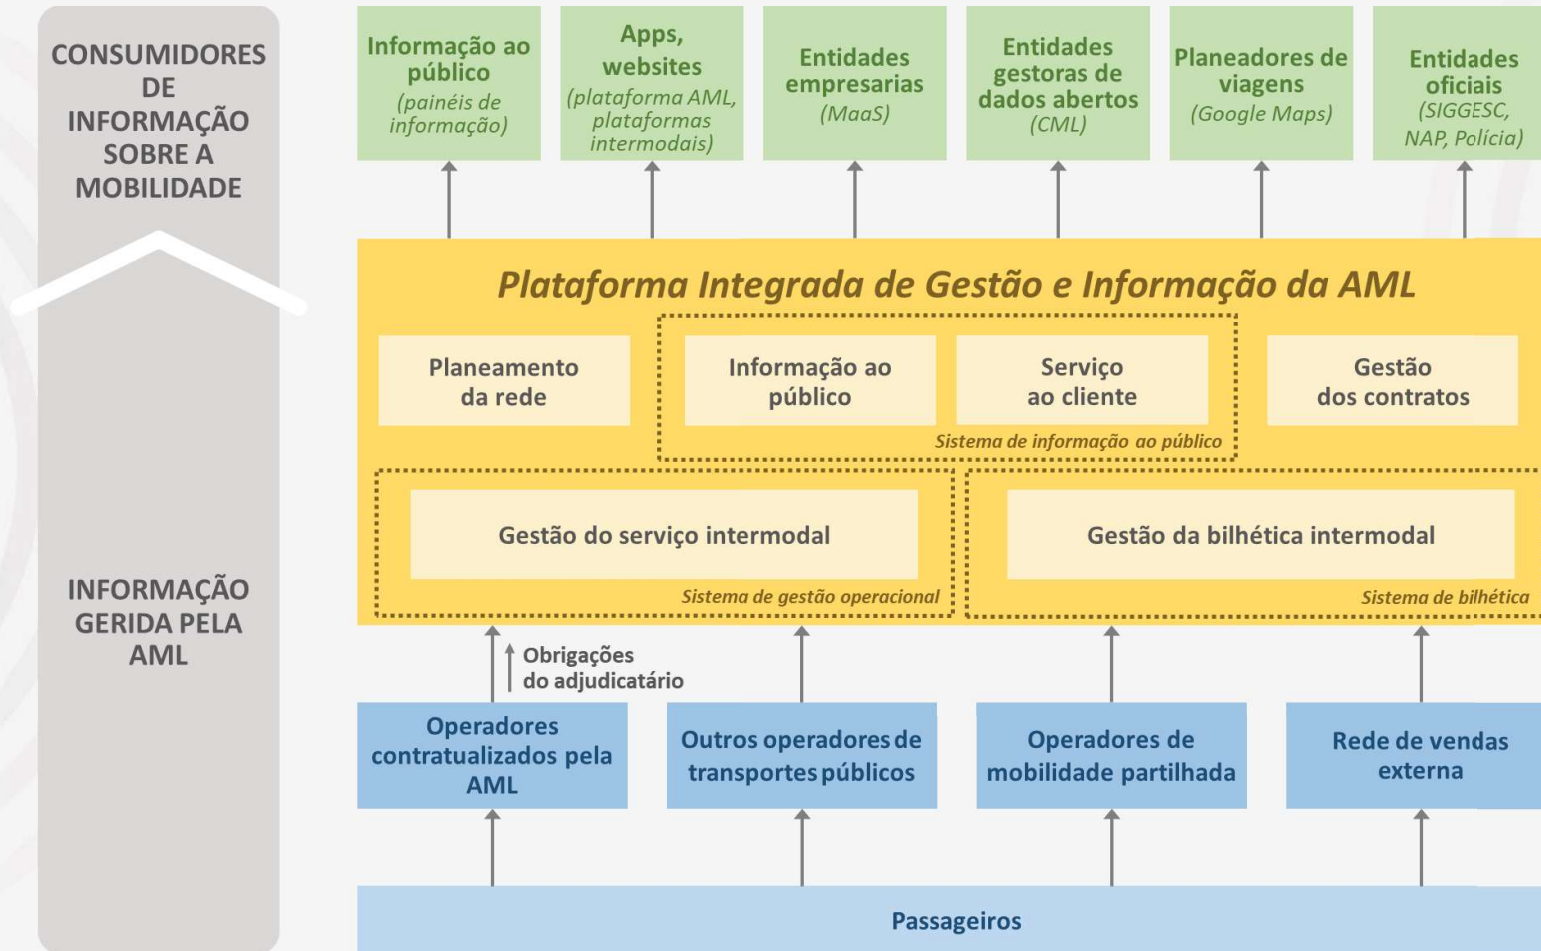 CONSUMIDORES
DE
INFORMAÇÃO
SOBRE A
MOBILIDADE
INFORMAÇÃO
GERIDA PELA
AML
Informação ao
público
(painéis de
informação)
Apps,
websites
(plataforma AML,
plataformas
intermodais)
Entidades
empresarias
(MaaS)
Entidades
gestoras de
dados abertos
(CML)
Planeadores de
viagens
(Google Maps)
Entidades
oficiais
(SIGGESC,
NAP, Polícia)
Plataforma Integrada de Gestão e Informação da AML
Planeamento
da rede
Informação ao
público
Serviço
ao cliente
Gestão
dos contratos
Sistema de informação ao público
Gestão do serviço intermodal
Sistema de gestão operacional
Gestão da bilhética intermodal
Sistema de bilhética
Obrigações
do adjudicatário
Operadores
contratualizados pela
AML
Outros operadores de
transportes públicos
Operadores de
mobilidade partilhada
Rede de vendas
externa
Passageiros